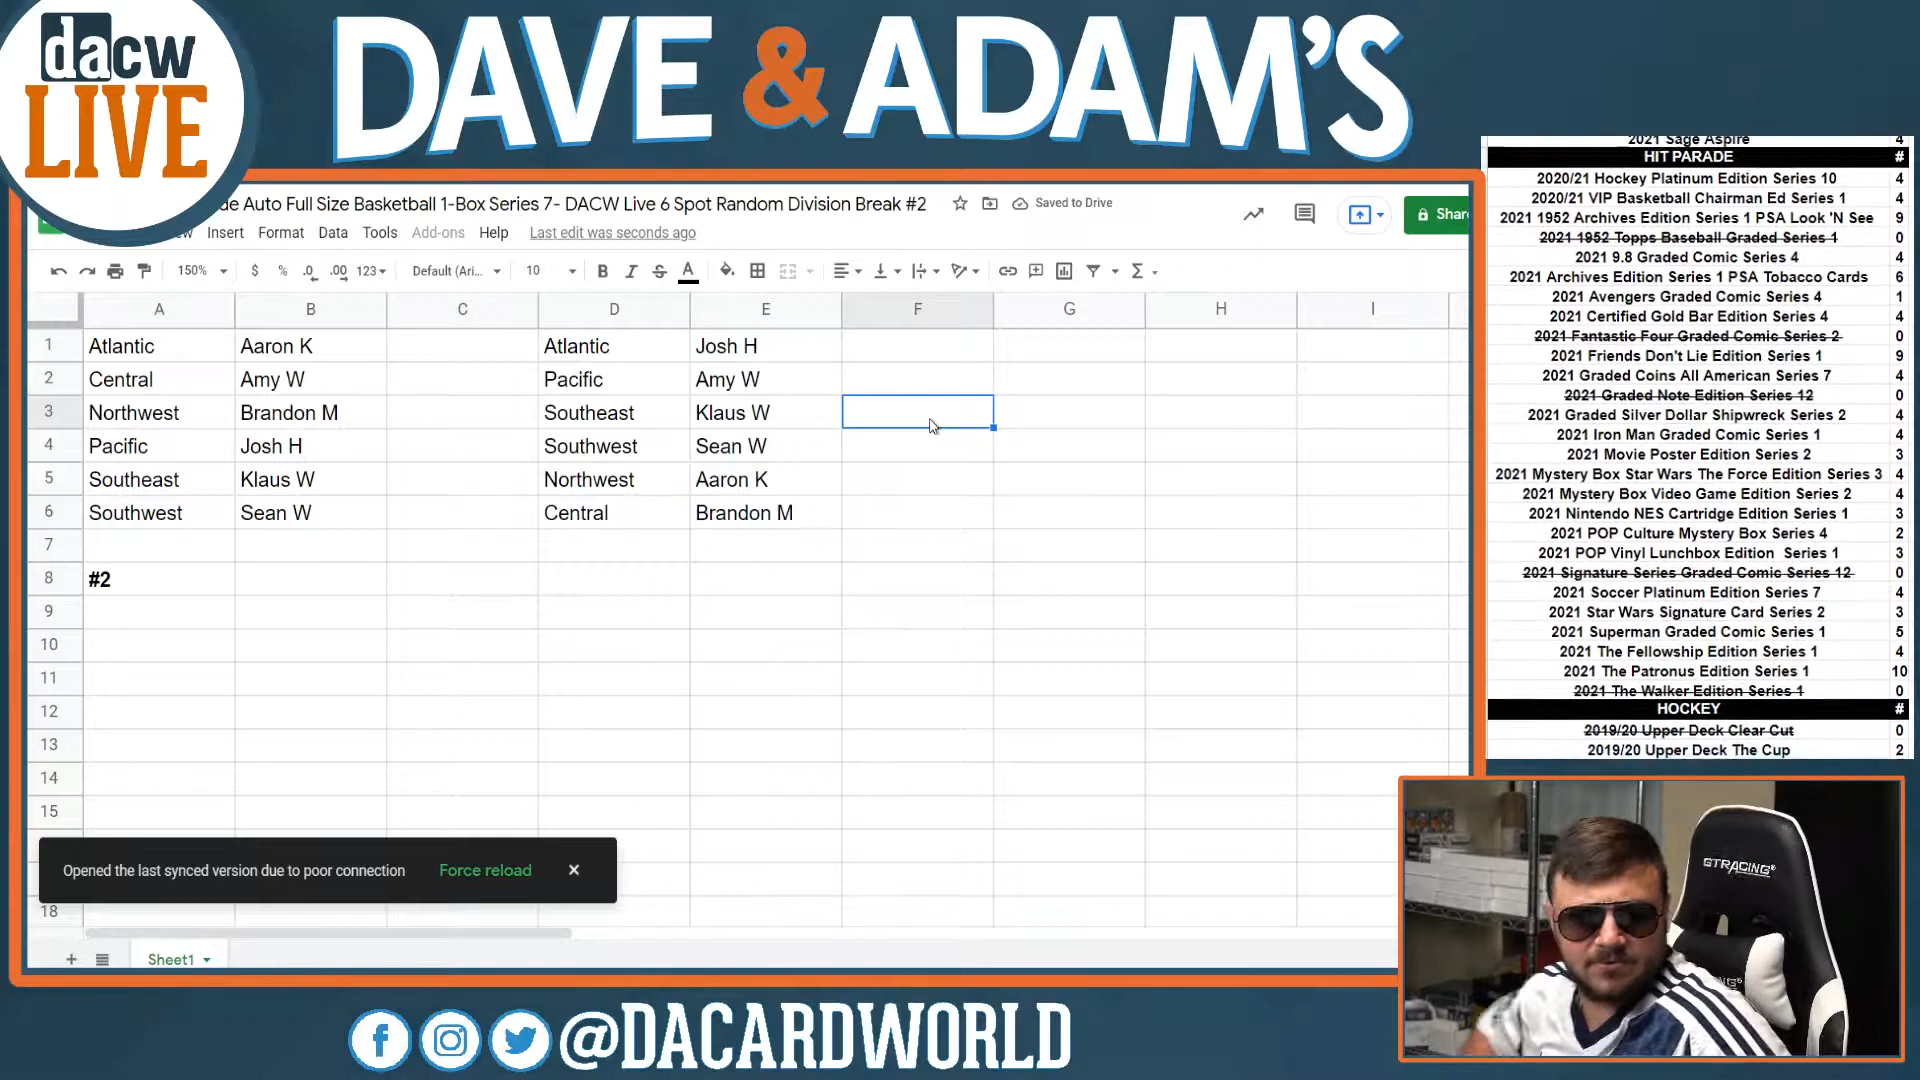 dacw
LIVE
DAVE & ADAM'S
de Auto Full Size Basketball 1-Box Series 7- DACW Live 6 Spot Random Division Break #2
Saved to Drive
Share
Insert Format Data Tools Add-ons Help Last edit was seconds ago
150% $ % .0 .00 123 Default (Ari... 10 B I S A
A B C D E F G H I
1 Atlantic Aaron K Atlantic Josh H
2 Central Amy W Pacific Amy W
3 Northwest Brandon M Southeast Klaus W
4 Pacific Josh H Southwest Sean W
5 Southeast Klaus W Northwest Aaron K
6 Southwest Sean W Central Brandon M
7
8 #2
9
10
11
12
13
14
15
18
Opened the last synced version due to poor connection Force reload
Sheet1
2021 Sage Aspire 4
HIT PARADE #
2020/21 Hockey Platinum Edition Series 10 4
2020/21 VIP Basketball Chairman Ed Series 1 4
2021 1952 Archives Edition Series 1 PSA Look 'N See 9
2021 1952 Topps Baseball Graded Series 1 0
2021 9.8 Graded Comic Series 4 4
2021 Archives Edition Series 1 PSA Tobacco Cards 6
2021 Avengers Graded Comic Series 4 1
2021 Certified Gold Bar Edition Series 4 4
2021 Fantastic Four Graded Comic Series 2 0
2021 Friends Don't Lie Edition Series 1 9
2021 Graded Coins All American Series 7 4
2021 Graded Note Edition Series 12 0
2021 Graded Silver Dollar Shipwreck Series 2 4
2021 Iron Man Graded Comic Series 1 4
2021 Movie Poster Edition Series 2 3
2021 Mystery Box Star Wars The Force Edition Series 3 4
2021 Mystery Box Video Game Edition Series 2 4
2021 Nintendo NES Cartridge Edition Series 1 3
2021 POP Culture Mystery Box Series 4 2
2021 POP Vinyl Lunchbox Edition Series 1 3
2021 Signature Series Graded Comic Series 12 0
2021 Soccer Platinum Edition Series 7 4
2021 Star Wars Signature Card Series 2 3
2021 Superman Graded Comic Series 1 5
2021 The Fellowship Edition Series 1 4
2021 The Patronus Edition Series 1 10
2021 The Walker Edition Series 1 0
HOCKEY #
2019/20 Upper Deck Clear Cut 0
2019/20 Upper Deck The Cup 2
GTRACING
@DACARDWORLD